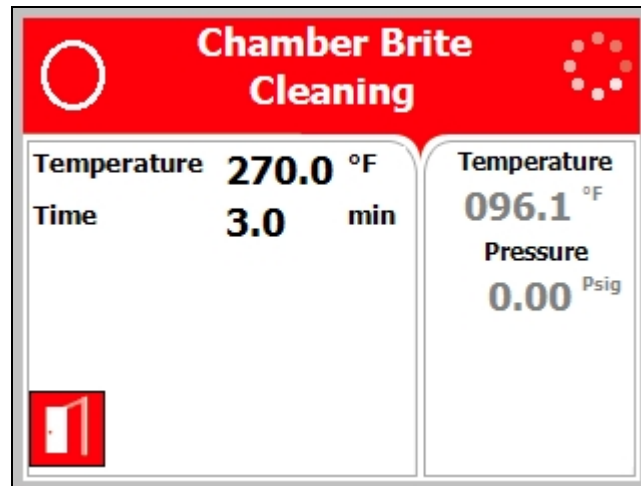 Chamber Brite
Cleaning
Temperature 270.0 °F
Time 3.0 min
Temperature
096.1 °F
Pressure
0.00 Psig